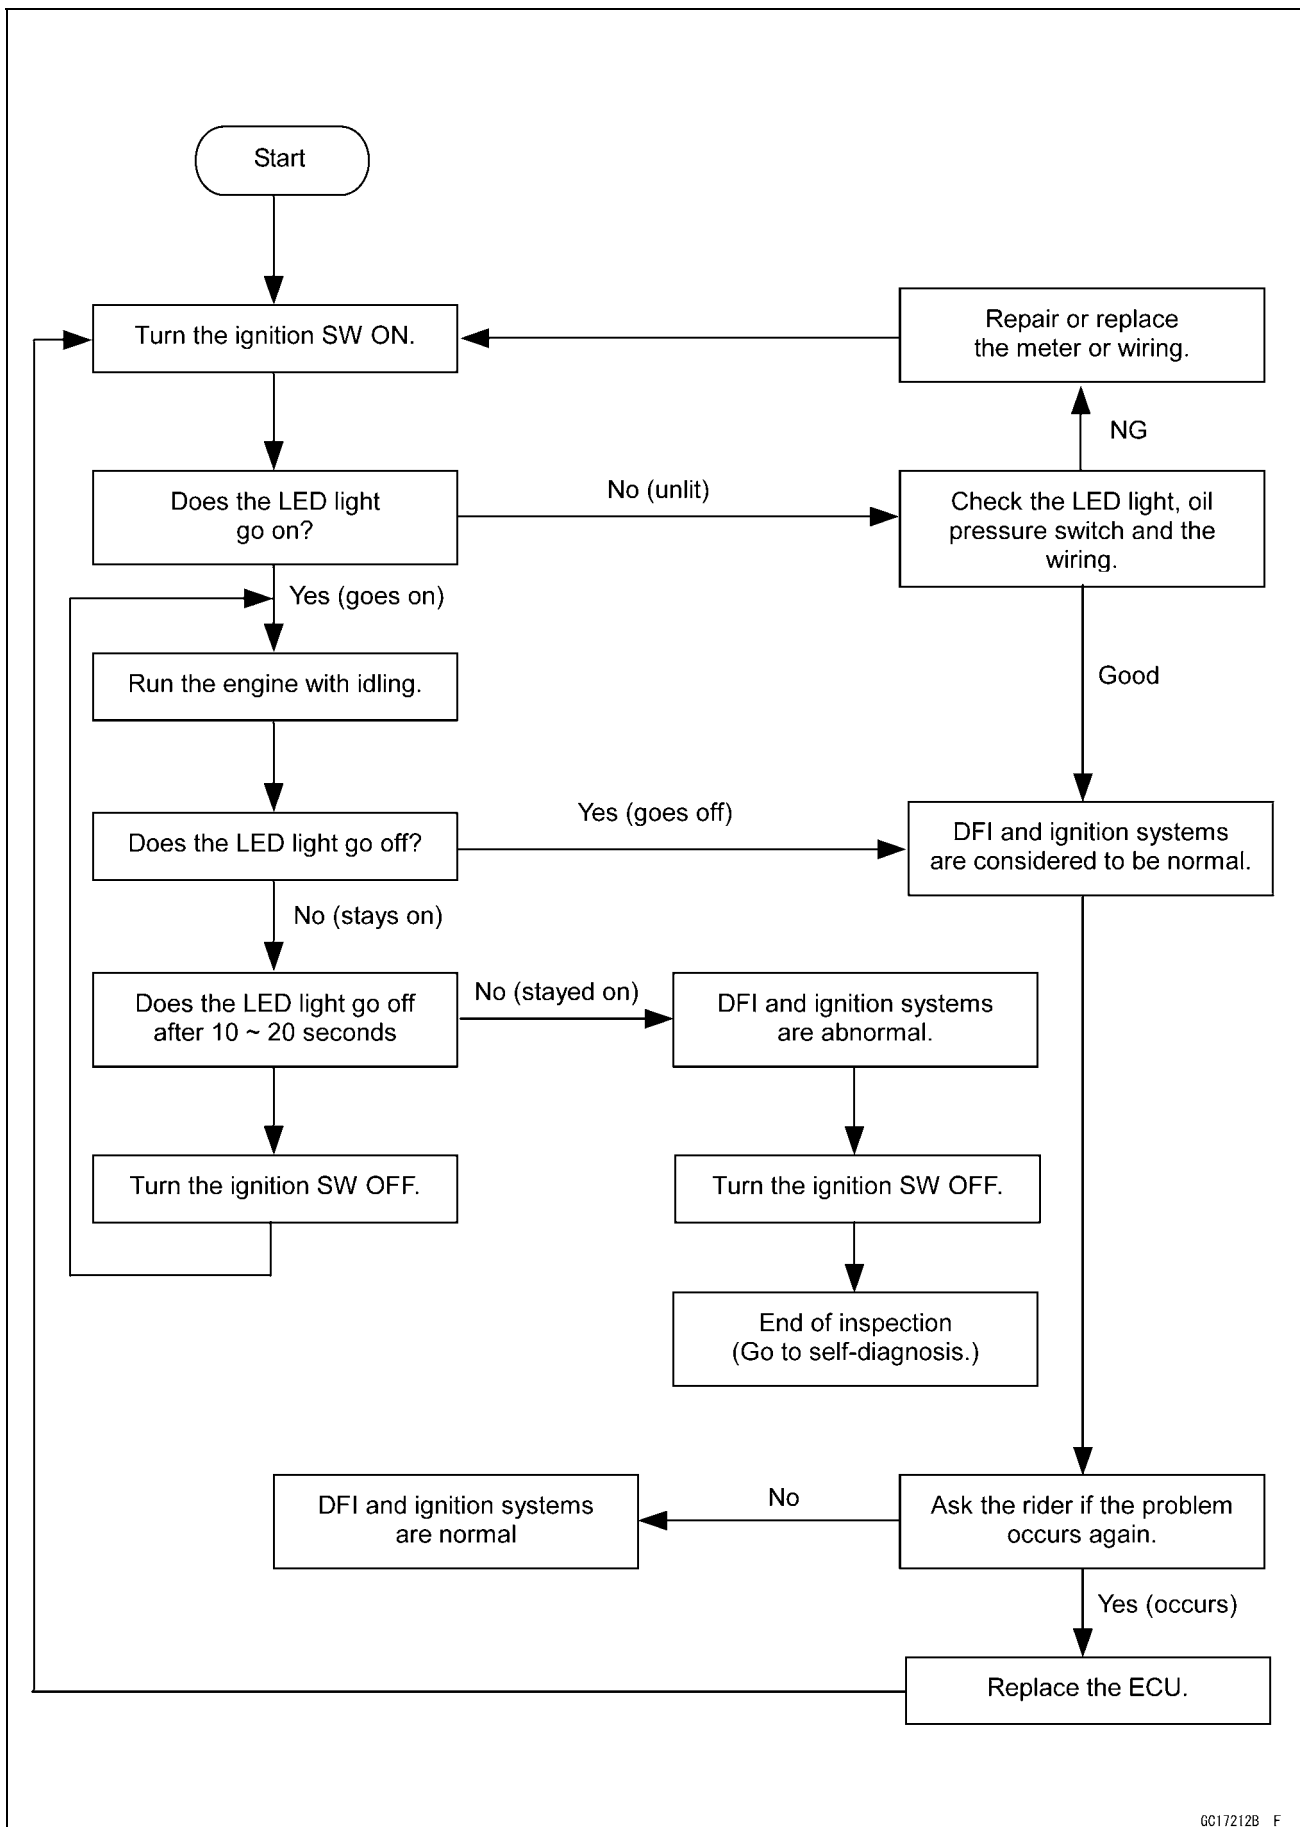 Start
Turn the ignition SW ON.
Repair or replace
the meter or wiring.
NG
Does the LED light
go on?
No (unlit)
Check the LED light, oil
pressure switch and the
wiring.
Yes (goes on)
Run the engine with idling.
Good
Does the LED light go off?
Yes (goes off)
DFI and ignition systems
are considered to be normal.
No (stays on)
Does the LED light go off
after 10 ~ 20 seconds
No (stayed on)
DFI and ignition systems
are abnormal.
Turn the ignition SW OFF.
Turn the ignition SW OFF.
End of inspection
(Go to self-diagnosis.)
DFI and ignition systems
are normal
No
Ask the rider if the problem
occurs again.
Yes (occurs)
Replace the ECU.
GC17212B F